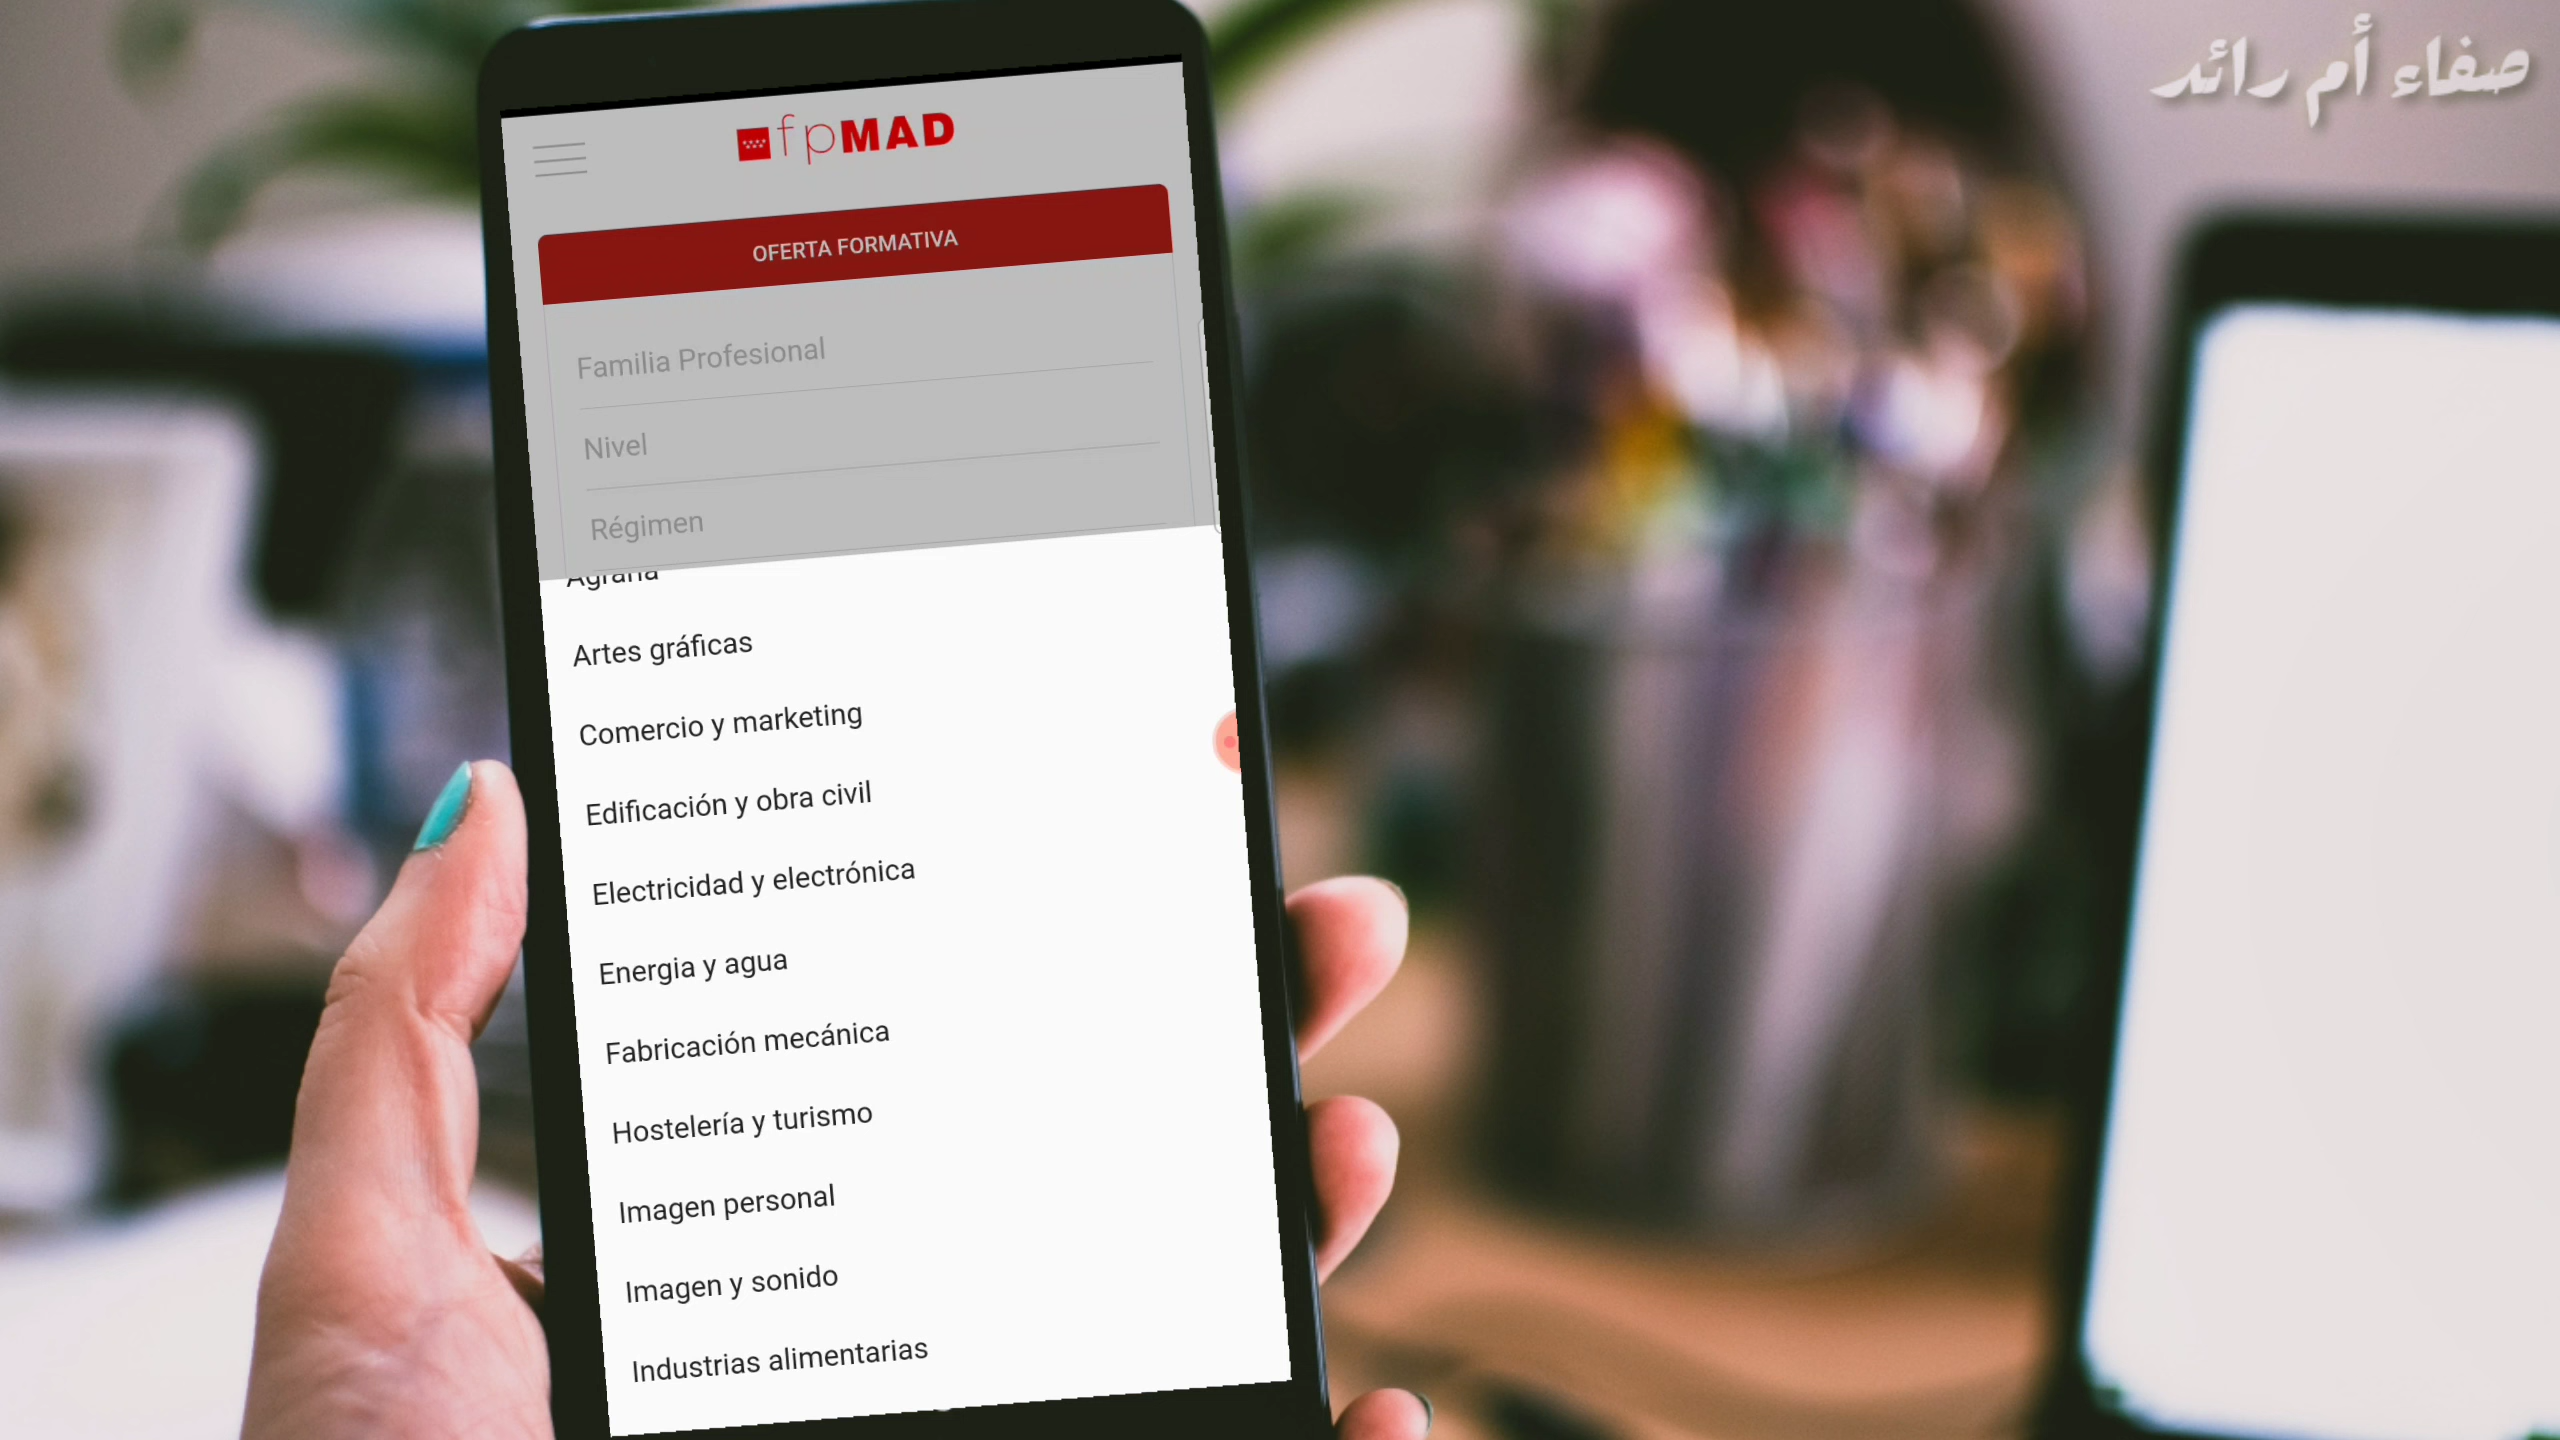 صفاء أم رائد
fpMAD
OFERTA FORMATIVA
Familia Profesional
Nivel
Régimen
Agraria
Artes gráficas
Comercio y marketing
Edificación y obra civil
Electricidad y electrónica
Energia y agua
Fabricación mecánica
Hostelería y turismo
Imagen personal
Imagen y sonido
Industrias alimentarias